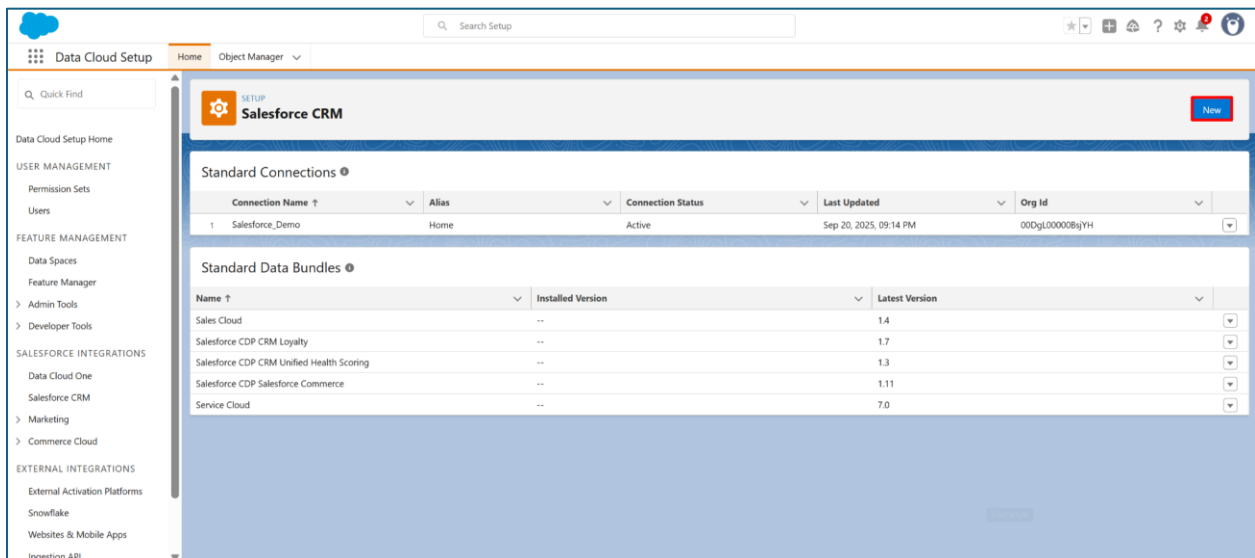 Search Setup
2
Data Cloud Setup
Home
Object Manager
Quick Find
Data Cloud Setup Home
USER MANAGEMENT
Permission Sets
Users
FEATURE MANAGEMENT
Data Spaces
Feature Manager
Admin Tools
Developer Tools
SALESFORCE INTEGRATIONS
Data Cloud One
Salesforce CRM
Marketing
Commerce Cloud
EXTERNAL INTEGRATIONS
External Activation Platforms
Snowflake
Websites & Mobile Apps
Ingestion API
SETUP
Salesforce CRM
New
Standard Connections
Connection Name ↑ Alias Connection Status Last Updated Org Id
1 Salesforce_Demo Home Active Sep 20, 2025, 09:14 PM 00DgL00000BsjYH
Standard Data Bundles
Name ↑ Installed Version Latest Version
Sales Cloud -- 1.4
Salesforce CDP CRM Loyalty -- 1.7
Salesforce CDP CRM Unified Health Scoring -- 1.3
Salesforce CDP Salesforce Commerce -- 1.11
Service Cloud -- 7.0